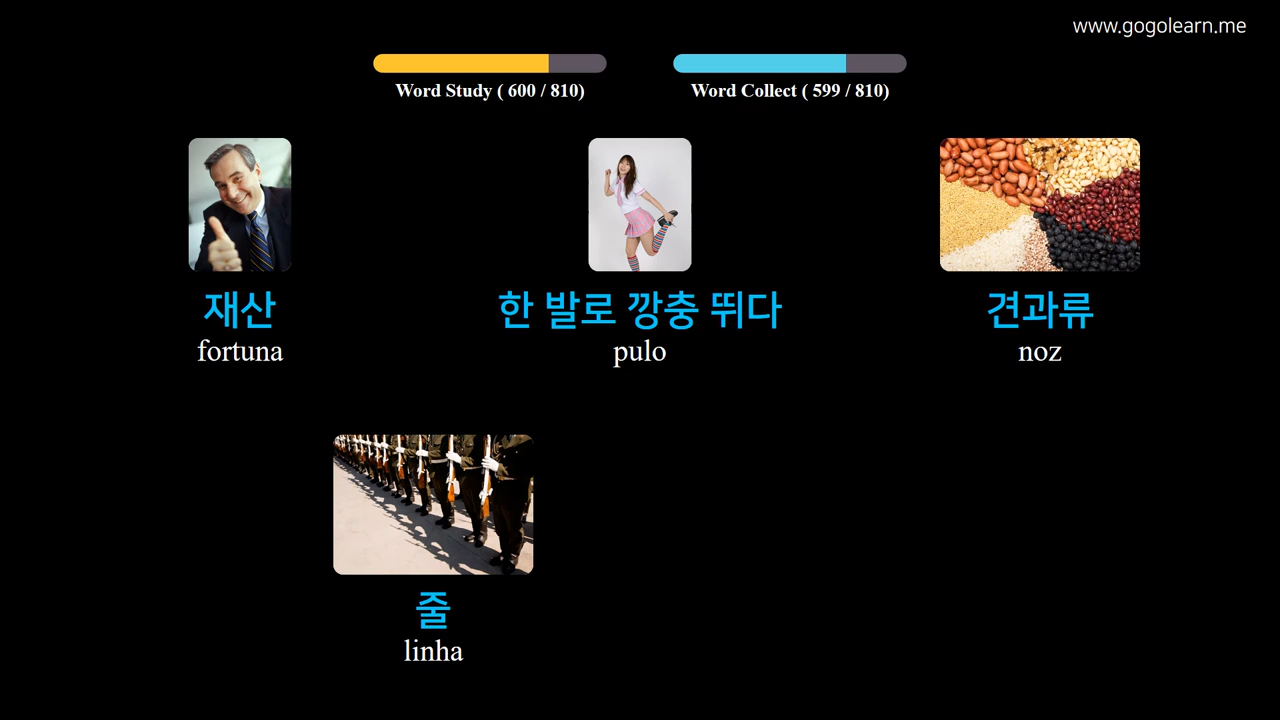 www.gogolearn.me
Word Study ( 600 / 810)
Word Collect ( 599 / 810)
재산
fortuna
한 발로 깡충 뛰다
pulo
견과류
noz
줄
linha